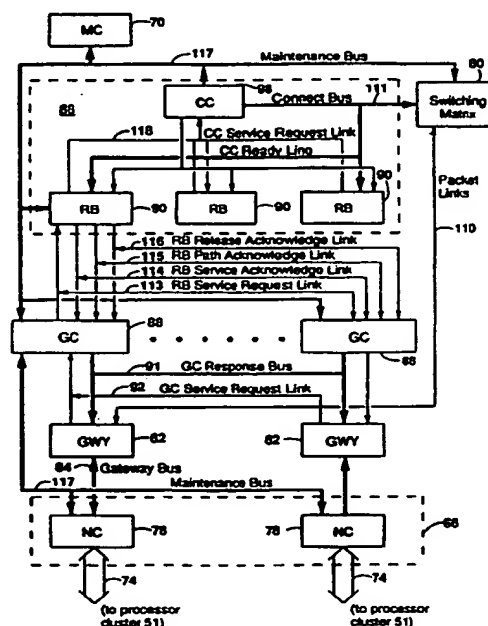 MC
70
117
Maintenance Bus
80
98
CC
Connect Bus
111
Switching
Matrix
88
118
CC Service Request Link
CC Ready Line
Packet
Links
110
RB
90
RB
90
RB
90
116 RB Release Acknowledge Link
115 RB Path Acknowledge Link
114 RB Service Acknowledge Link
113 RB Service Request Link
GC
88
GC
88
91
GC Response Bus
92
GC Service Request Link
GWY
82
GWY
82
84
Gateway Bus
117
Maintenance Bus
NC
78
NC
78
66
74
74
(to processor
cluster 51)
(to processor
cluster 51)